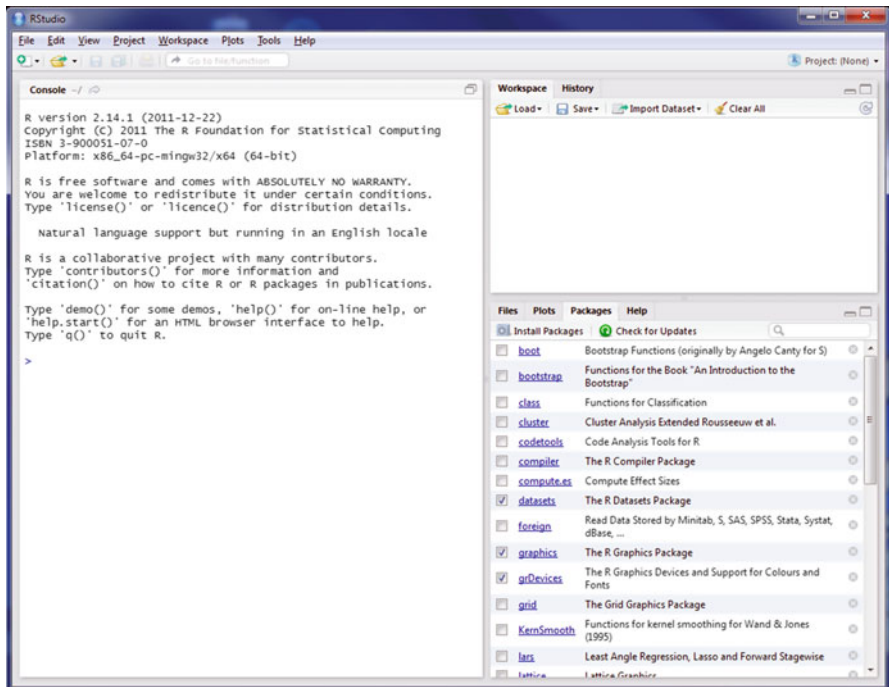 RStudio
File Edit View Project Workspace Plots Tools Help
Go to file/function
Project: (None)
Console ~/
R version 2.14.1 (2011-12-22)
Copyright (C) 2011 The R Foundation for Statistical Computing
ISBN 3-900051-07-0
Platform: x86_64-pc-mingw32/x64 (64-bit)
R is free software and comes with ABSOLUTELY NO WARRANTY.
You are welcome to redistribute it under certain conditions.
Type 'license()' or 'licence()' for distribution details.
Natural language support but running in an English locale
R is a collaborative project with many contributors.
Type 'contributors()' for more information and
'citation()' on how to cite R or R packages in publications.
Type 'demo()' for some demos, 'help()' for on-line help, or
'help.start()' for an HTML browser interface to help.
Type 'q()' to quit R.
>
Workspace History
Load Save Import Dataset Clear All
Files Plots Packages Help
Install Packages Check for Updates
boot Bootstrap Functions (originally by Angelo Canty for S)
bootstrap Functions for the Book "An Introduction to the
Bootstrap"
class Functions for Classification
cluster Cluster Analysis Extended Rousseeuw et al.
codetools Code Analysis Tools for R
compiler The R Compiler Package
compute.es Compute Effect Sizes
datasets The R Datasets Package
foreign Read Data Stored by Minitab, S, SAS, SPSS, Stata, Systat,
dBase, ...
graphics The R Graphics Package
grDevices The R Graphics Devices and Support for Colours and
Fonts
grid The Grid Graphics Package
KernSmooth Functions for kernel smoothing for Wand & Jones
(1995)
lars Least Angle Regression, Lasso and Forward Stagewise
lattice Lattice Graphics